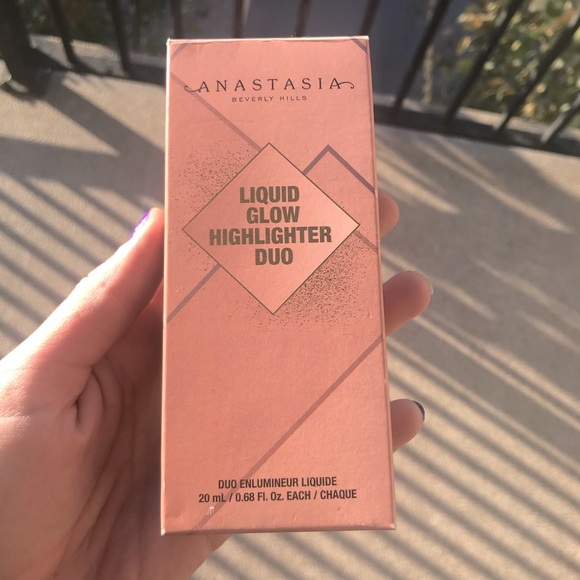 ANASTASIA
BEVERLY HILLS
LIQUID
GLOW
HIGHLIGHTER
DUO
DUO ENLUMINEUR LIQUIDE
20 mL / 0.68 Fl. Oz. EACH / CHAQUE